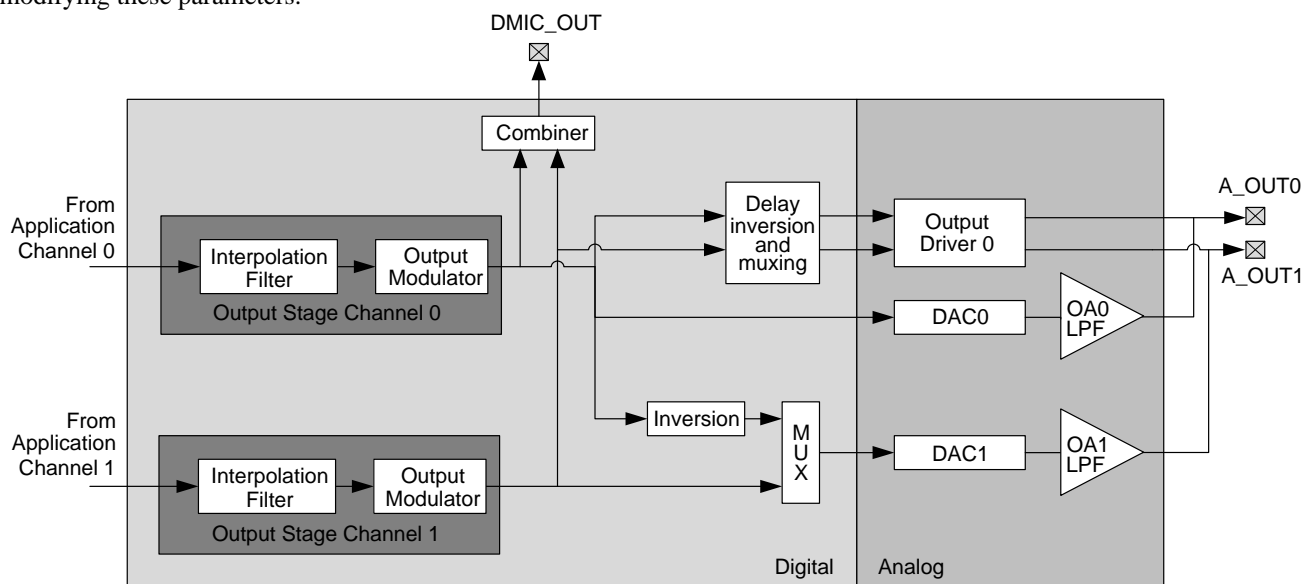 modifying these parameters.
DMIC_OUT
Combiner
From
Application
Channel 0
Interpolation
Filter
Output
Modulator
Output Stage Channel 0
Delay
inversion
and
muxing
Output
Driver 0
A_OUT0
A_OUT1
DAC0
OA0
LPF
From
Application
Channel 1
Interpolation
Filter
Output
Modulator
Output Stage Channel 1
Inversion
M
U
X
DAC1
OA1
LPF
Digital
Analog